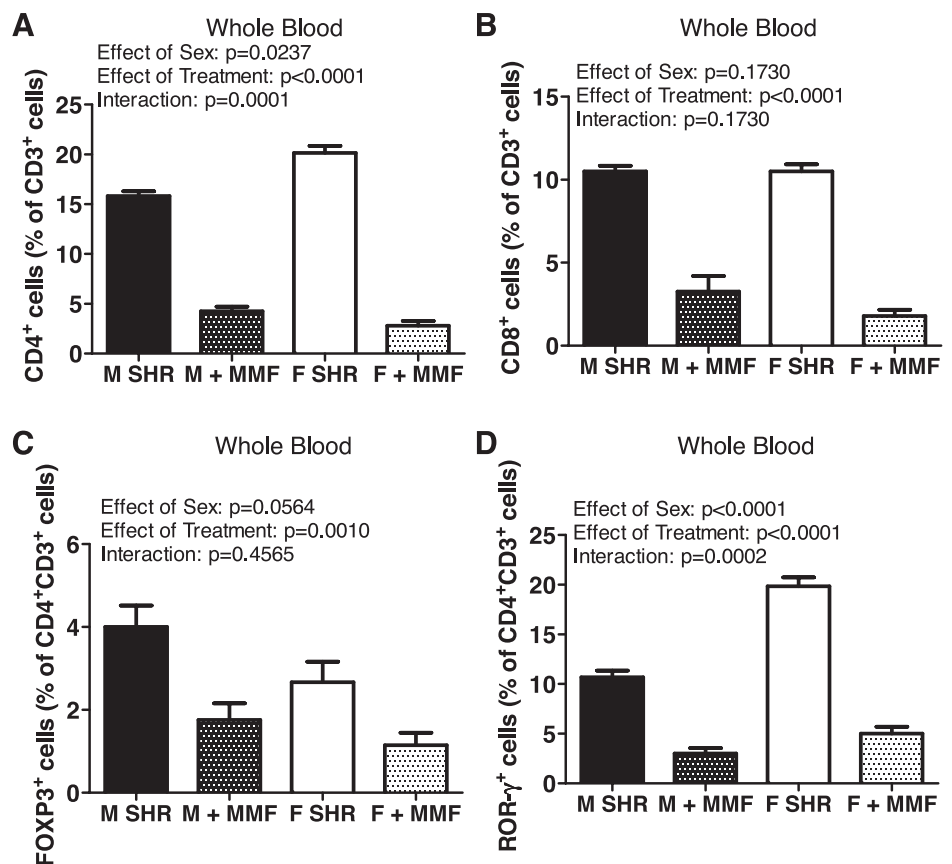 A
Whole Blood
Effect of Sex: p=0.0237
Effect of Treatment: p<0.0001
Interaction: p=0.0001
CD4⁺ cells (% of CD3⁺ cells)
25
20
15
10
5
0
M SHR M + MMF F SHR F + MMF
B
Whole Blood
Effect of Sex: p=0.1730
Effect of Treatment: p<0.0001
Interaction: p=0.1730
CD8⁺ cells (% of CD3⁺ cells)
15
10
5
0
M SHR M + MMF F SHR F + MMF
C
Whole Blood
Effect of Sex: p=0.0564
Effect of Treatment: p=0.0010
Interaction: p=0.4565
FOXP3⁺ cells (% of CD4⁺CD3⁺ cells)
6
4
2
0
M SHR M + MMF F SHR F + MMF
D
Whole Blood
Effect of Sex: p<0.0001
Effect of Treatment: p<0.0001
Interaction: p=0.0002
ROR-γ⁺ cells (% of CD4⁺CD3⁺ cells)
25
20
15
10
5
0
M SHR M + MMF F SHR F + MMF